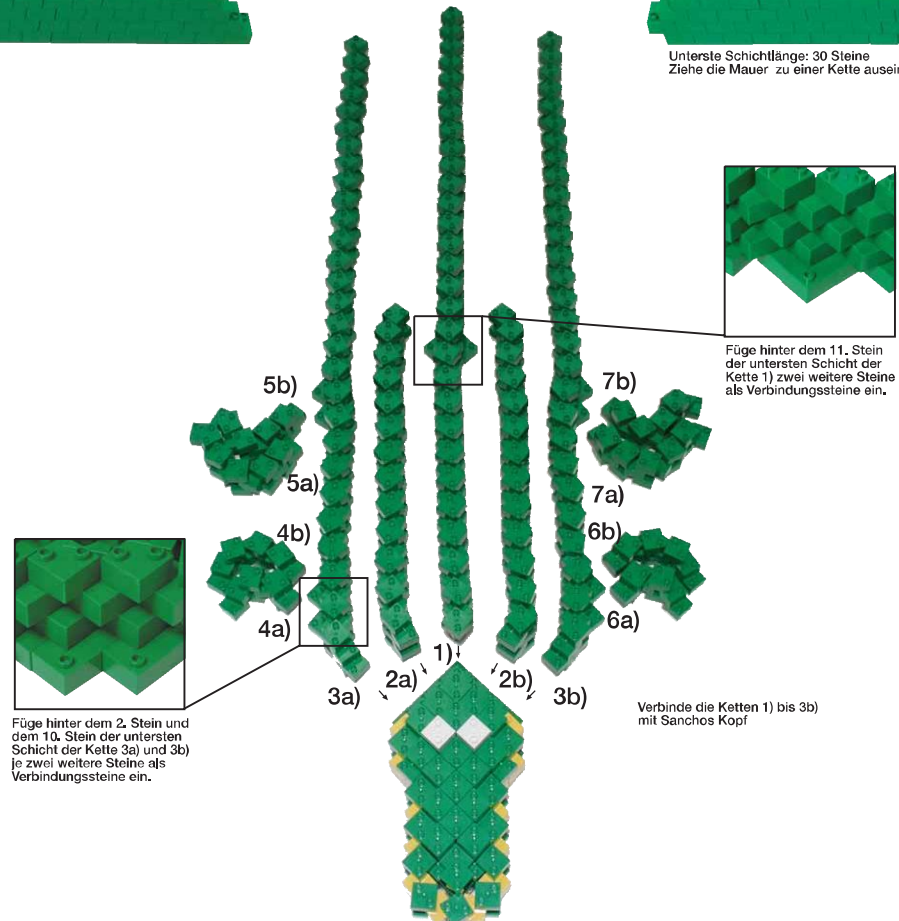 Unterste Schichtlänge: 30 Steine
Ziehe die Mauer zu einer Kette ausein
Füge hinter dem 11. Stein
der untersten Schicht der
Kette 1) zwei weitere Steine
als Verbindungssteine ein.
5b)
7b)
5a)
7a)
4b)
6b)
4a)
6a)
1)
2a)
2b)
3a)
3b)
Füge hinter dem 2. Stein und
dem 10. Stein der untersten
Schicht der Kette 3a) und 3b)
je zwei weitere Steine als
Verbindungssteine ein.
Verbinde die Ketten 1) bis 3b)
mit Sanchos Kopf